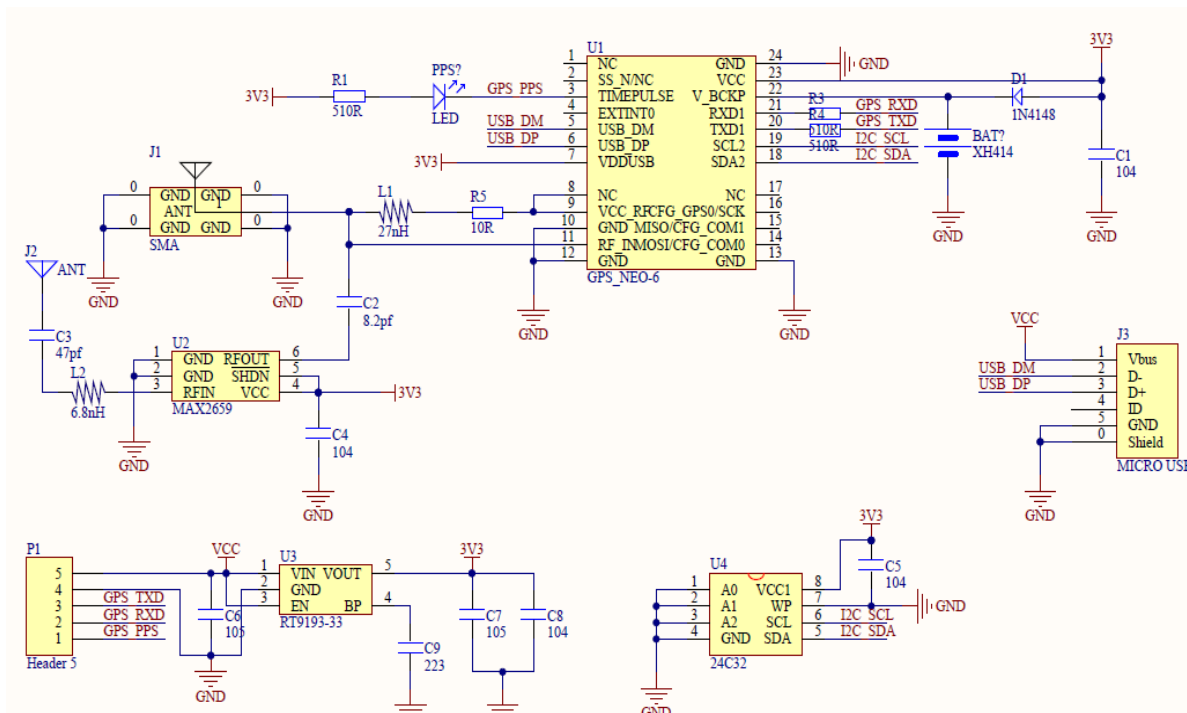 U1
1 NC GND 24 GND
2 SS_N/NC VCC 23
3 TIMEPULSE V_BCKP 22
4 EXTINT0 RXD1 21
5 USB_DM TXD1 20
6 USB_DP SCL2 19
7 VDDUSB SDA2 18
8 NC NC 17
9 VCC_RFCFG_GPS0/SCK 16
10 GND_MISO/CFG_COM1 15
11 RF_INMOSI/CFG_COM0 14
12 GND GND 13
GPS_NEO-6
3V3
R1
510R
PPS?
LED
GPS_PPS
USB_DM
USB_DP
3V3
R3
GPS_RXD
R4
510R
GPS_TXD
510R
I2C_SCL
I2C_SDA
3V3
D1
1N4148
BAT?
XH414
C1
104
GND
GND
J1
0 GND GND 0
ANT 1
0 GND GND 0
SMA
GND
GND
L1
27nH
R5
10R
GND
GND
J2
ANT
C2
8.2pf
C3
47pf
L2
6.8nH
U2
1 GND RFOUT 6
2 GND SHDN 5
3 RFIN VCC 4
MAX2659
3V3
C4
104
GND
GND
VCC
J3
1 Vbus
USB_DM 2 D-
USB_DP 3 D+
4 ID
5 GND
0 Shield
MICRO USB
GND
P1
5
4
3 GPS_TXD
2 GPS_RXD
1 GPS_PPS
Header 5
VCC
U3
1 VIN VOUT 5
2 GND
3 EN BP 4
RT9193-33
C6
105
GND
3V3
C7
105
C8
104
C9
223
3V3
U4
1 A0 VCC1 8
2 A1 WP 7
3 A2 SCL 6
4 GND SDA 5
24C32
C5
104
GND
I2C_SCL
I2C_SDA
GND